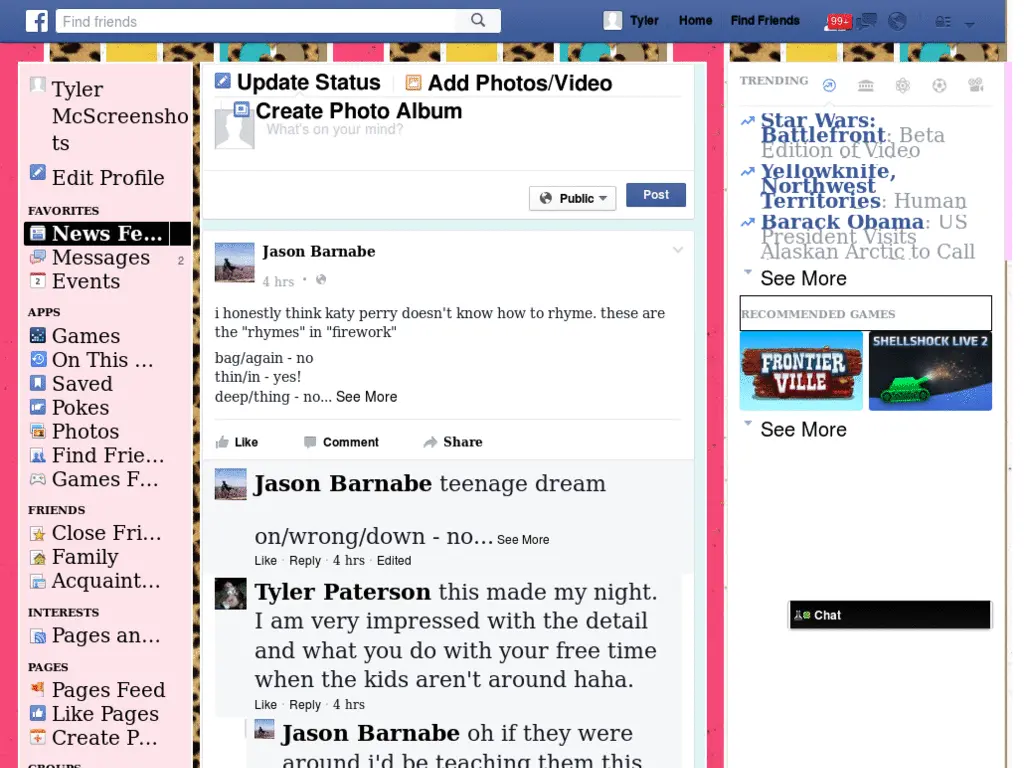 Find friends
Tyler
Home
Find Friends
99+
Tyler
McScreensho
ts
Edit Profile
FAVORITES
News Fe...
Messages
2
Events
APPS
Games
On This ...
Saved
Pokes
Photos
Find Frie...
Games F...
FRIENDS
Close Fri...
Family
Acquaint...
INTERESTS
Pages an...
PAGES
Pages Feed
Like Pages
Create P...
GROUPS
Update Status
Add Photos/Video
Create Photo Album
What's on your mind?
Public
Post
Jason Barnabe
4 hrs ·
i honestly think katy perry doesn't know how to rhyme. these are
the "rhymes" in "firework"
bag/again - no
thin/in - yes!
deep/thing - no... See More
Like
Comment
Share
Jason Barnabe teenage dream
on/wrong/down - no... See More
Like · Reply · 4 hrs · Edited
Tyler Paterson this made my night.
I am very impressed with the detail
and what you do with your free time
when the kids aren't around haha.
Like · Reply · 4 hrs
Jason Barnabe oh if they were
around i'd be teaching them this
TRENDING
Star Wars:
Battlefront: Beta
Edition of Video
Yellowknife,
Northwest
Territories: Human
Barack Obama: US
President Visits
Alaskan Arctic to Call
See More
RECOMMENDED GAMES
FRONTIER
VILLE
SHELLSHOCK LIVE 2
See More
Chat